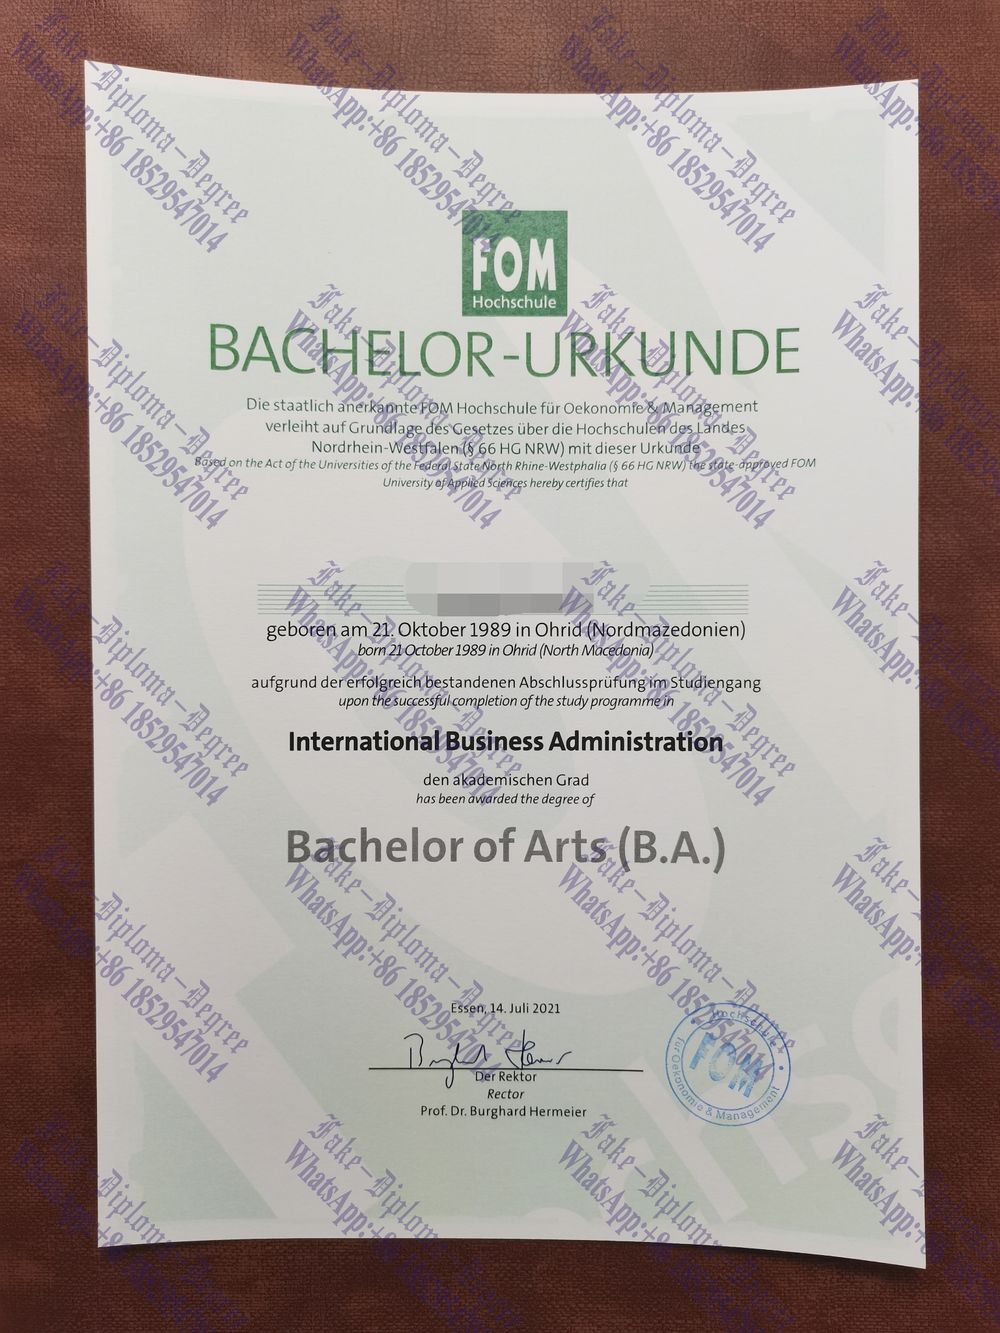 FOM
Hochschule
BACHELOR-URKUNDE
Die staatlich anerkannte FOM Hochschule für Oekonomie & Management
verleiht auf Grundlage des Gesetzes über die Hochschulen des Landes
Nordrhein-Westfalen (§ 66 HG NRW) mit dieser Urkunde
Based on the Act of the Universities of the Federal State North Rhine-Westphalia (§ 66 HG NRW) the state-approved FOM
University of Applied Sciences hereby certifies that
geboren am 21. Oktober 1989 in Ohrid (Nordmazedonien)
born 21 October 1989 in Ohrid (North Macedonia)
aufgrund der erfolgreich bestandenen Abschlussprüfung im Studiengang
upon the successful completion of the study programme in
International Business Administration
den akademischen Grad
has been awarded the degree of
Bachelor of Arts (B.A.)
Essen, 14. Juli 2021
Der Rektor
Rector
Prof. Dr. Burghard Hermeier
Hochschule
FOM
für Oekonomie & Management
Fake-Diploma-Degree
WhatsApp:+86 18529547014